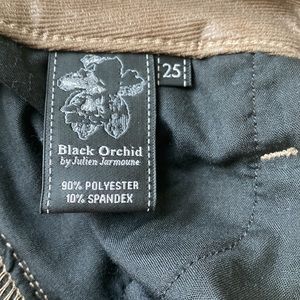 25
Black Orchid
by Julien Jarmoune
90% POLYESTER
10% SPANDEX